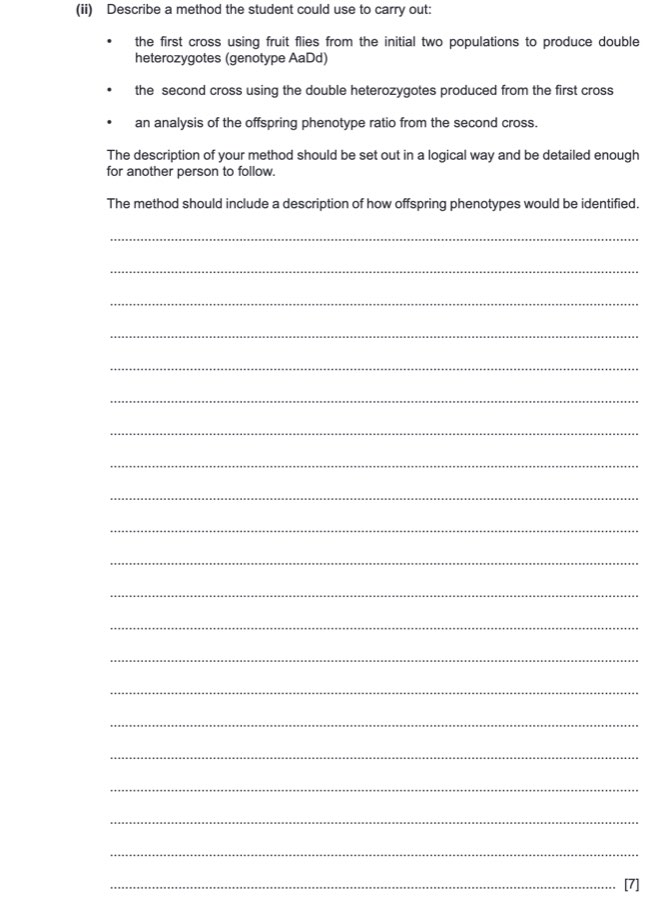 (ii) Describe a method the student could use to carry out:
• the first cross using fruit flies from the initial two populations to produce double
heterozygotes (genotype AaDd)
• the second cross using the double heterozygotes produced from the first cross
• an analysis of the offspring phenotype ratio from the second cross.
The description of your method should be set out in a logical way and be detailed enough
for another person to follow.
The method should include a description of how offspring phenotypes would be identified.
[7]